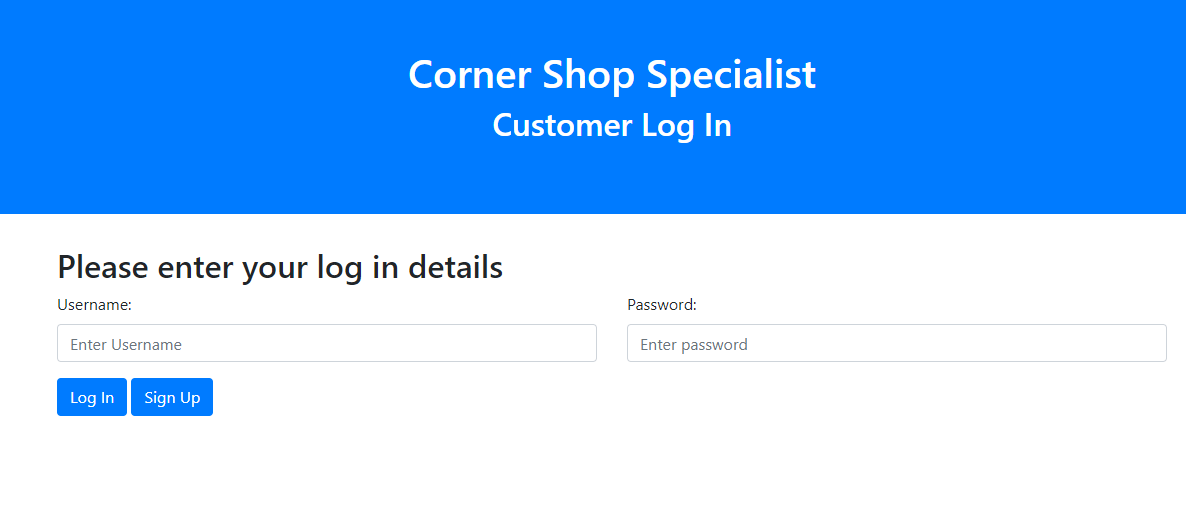 Corner Shop Specialist
Customer Log In
Please enter your log in details
Username:
Password:
Enter Username
Enter password
Log In
Sign Up